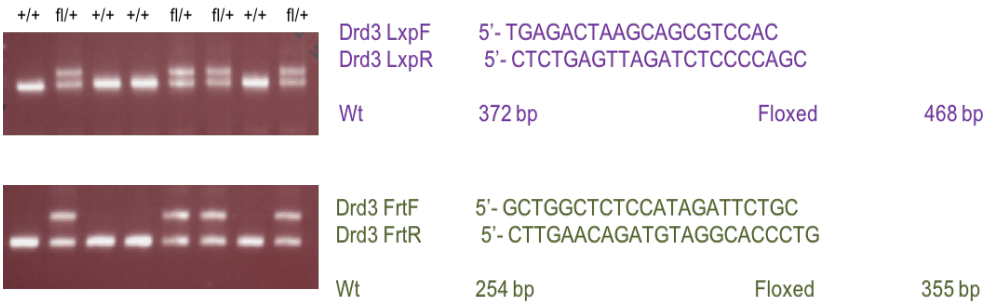 +/+ fl/+ +/+ +/+ fl/+ fl/+ +/+ fl/+
Drd3 LxpF 5’- TGAGACTAAGCAGCGTCCAC
Drd3 LxpR 5’- CTCTGAGTTAGATCTCCCCAGC
Wt 372 bp Floxed 468 bp
Drd3 FrtF 5’- GCTGGCTCTCCATAGATTCTGC
Drd3 FrtR 5’- CTTGAACAGATGTAGGCACCCTG
Wt 254 bp Floxed 355 bp